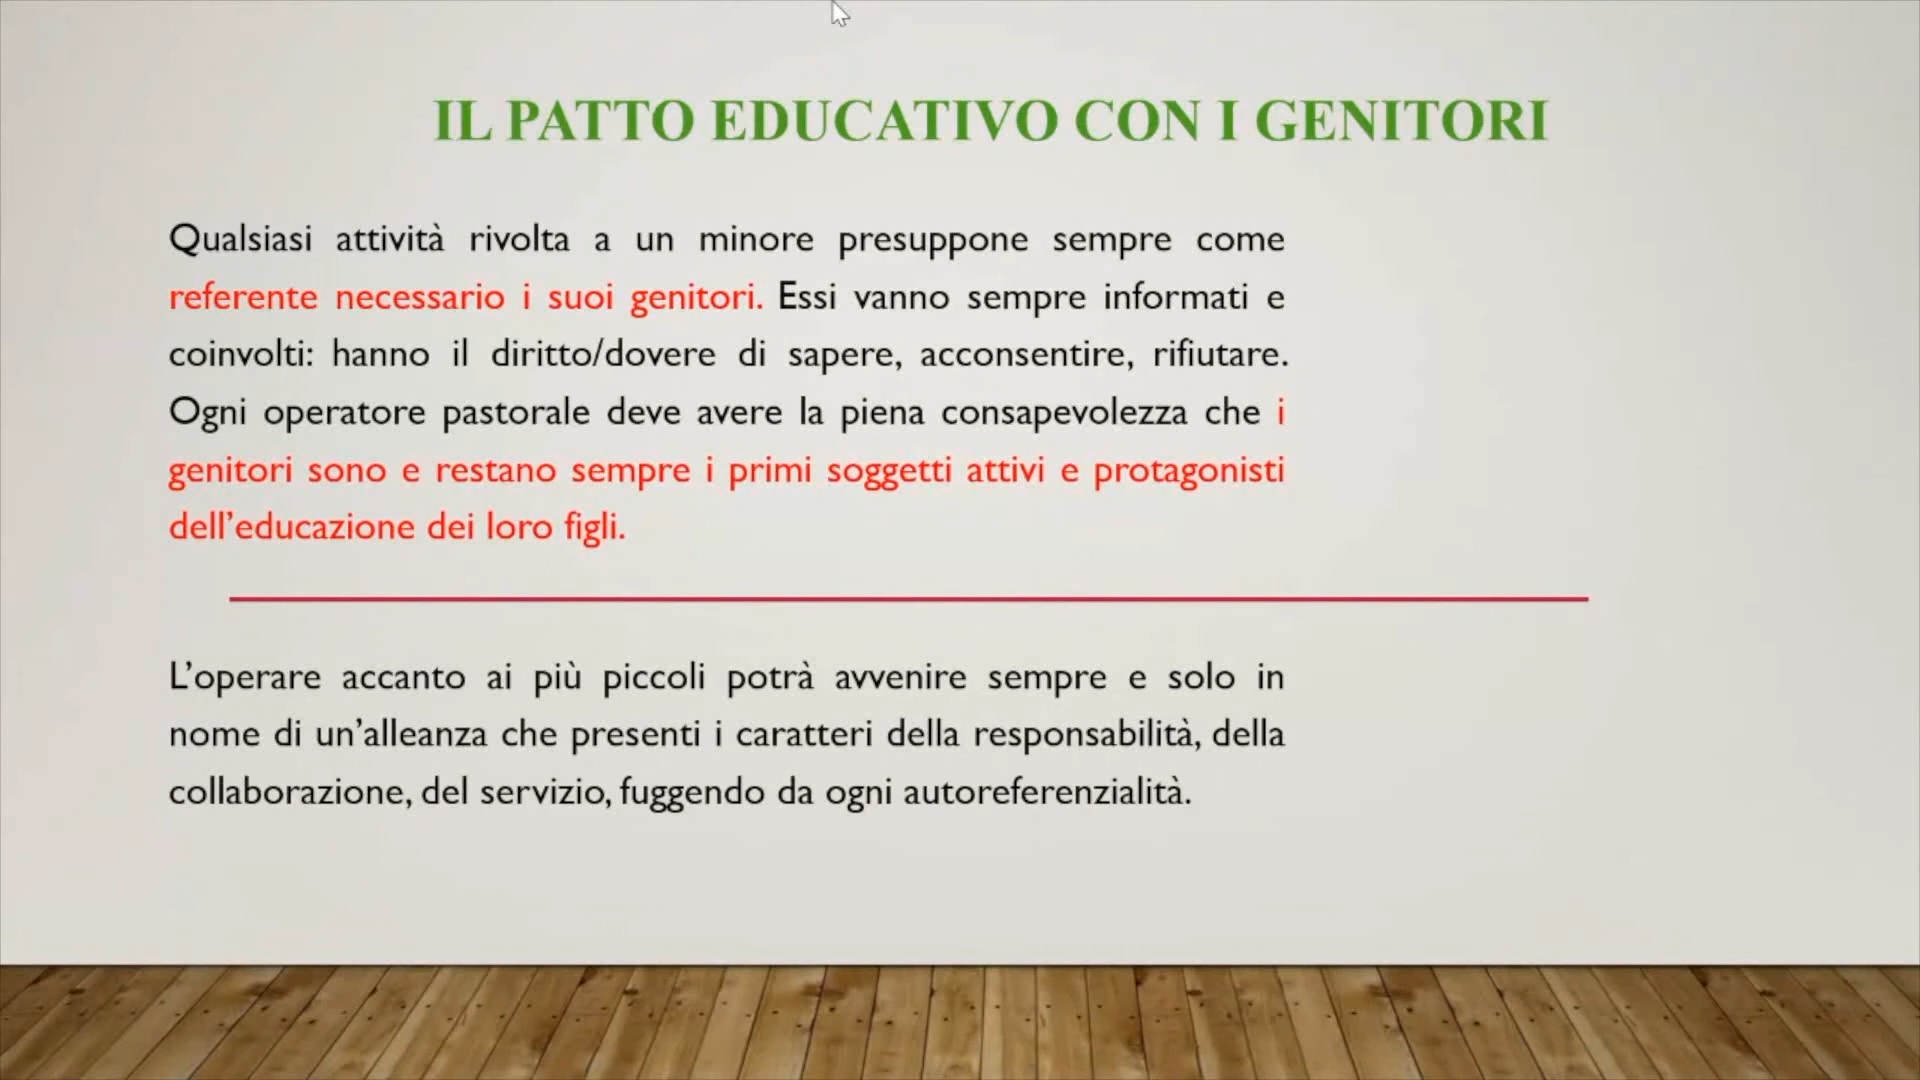 IL PATTO EDUCATIVO CON I GENITORI
Qualsiasi attività rivolta a un minore presuppone sempre come
referente necessario i suoi genitori. Essi vanno sempre informati e
coinvolti: hanno il diritto/dovere di sapere, acconsentire, rifiutare.
Ogni operatore pastorale deve avere la piena consapevolezza che i
genitori sono e restano sempre i primi soggetti attivi e protagonisti
dell’educazione dei loro figli.
L’operare accanto ai più piccoli potrà avvenire sempre e solo in
nome di un’alleanza che presenti i caratteri della responsabilità, della
collaborazione, del servizio, fuggendo da ogni autoreferenzialità.